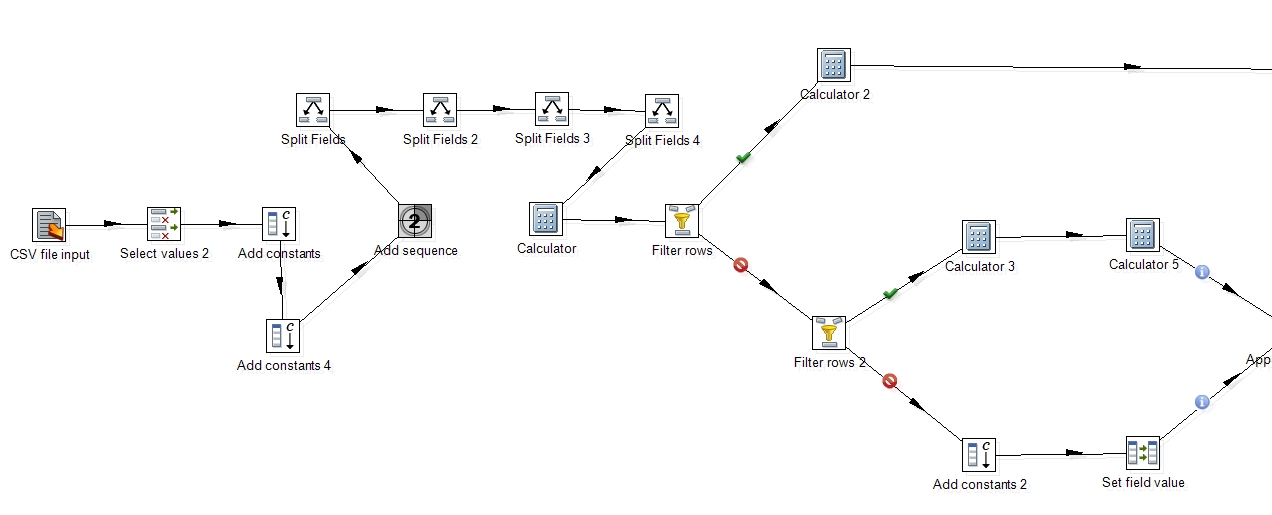 Calculator 2
Split Fields
Split Fields 2
Split Fields 3
Split Fields 4
CSV file input
Select values 2
Add constants
Add sequence
Calculator
Filter rows
Calculator 3
Calculator 5
Add constants 4
Filter rows 2
App
Add constants 2
Set field value
c
c
2
c